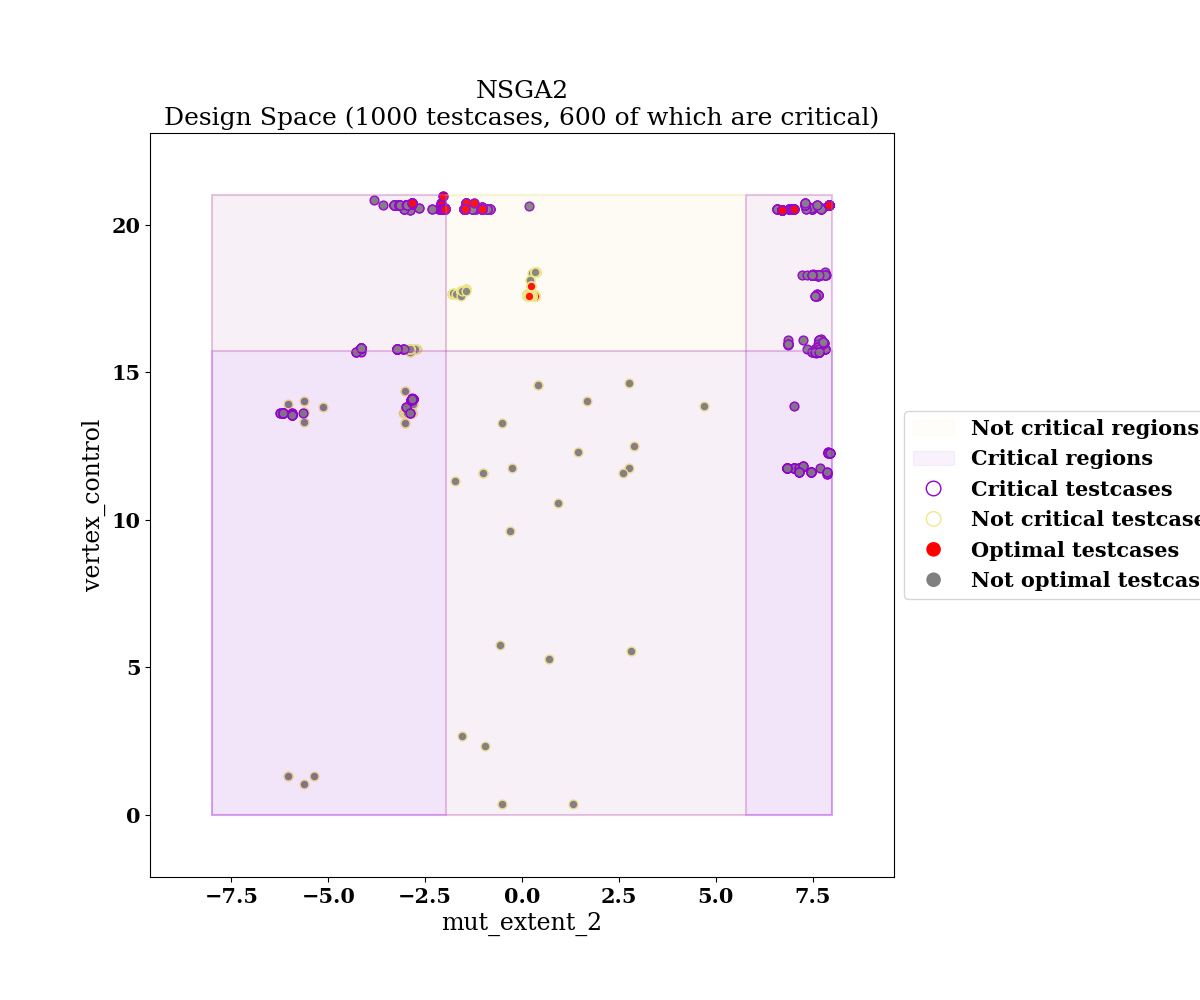 NSGA2
Design Space (1000 testcases, 600 of which are critical)
20
15
10
5
0
vertex_control
−7.5
−5.0
−2.5
0.0
2.5
5.0
7.5
mut_extent_2
Not critical regions
Critical regions
Critical testcases
Not critical testcase
Optimal testcases
Not optimal testcas